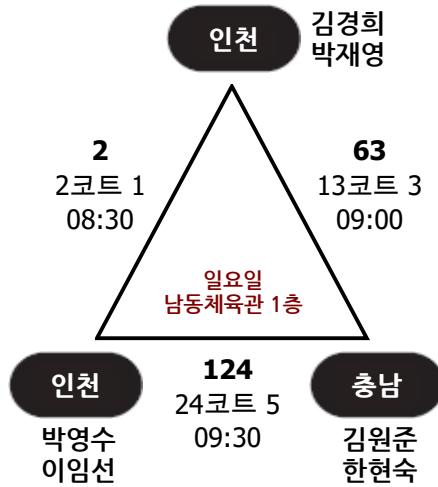 인천
김경희
박재영
2
2코트 1
08:30
63
13코트 3
09:00
일요일
남동체육관 1층
인천
박영수
이임선
124
24코트 5
09:30
충남
김원준
한현숙